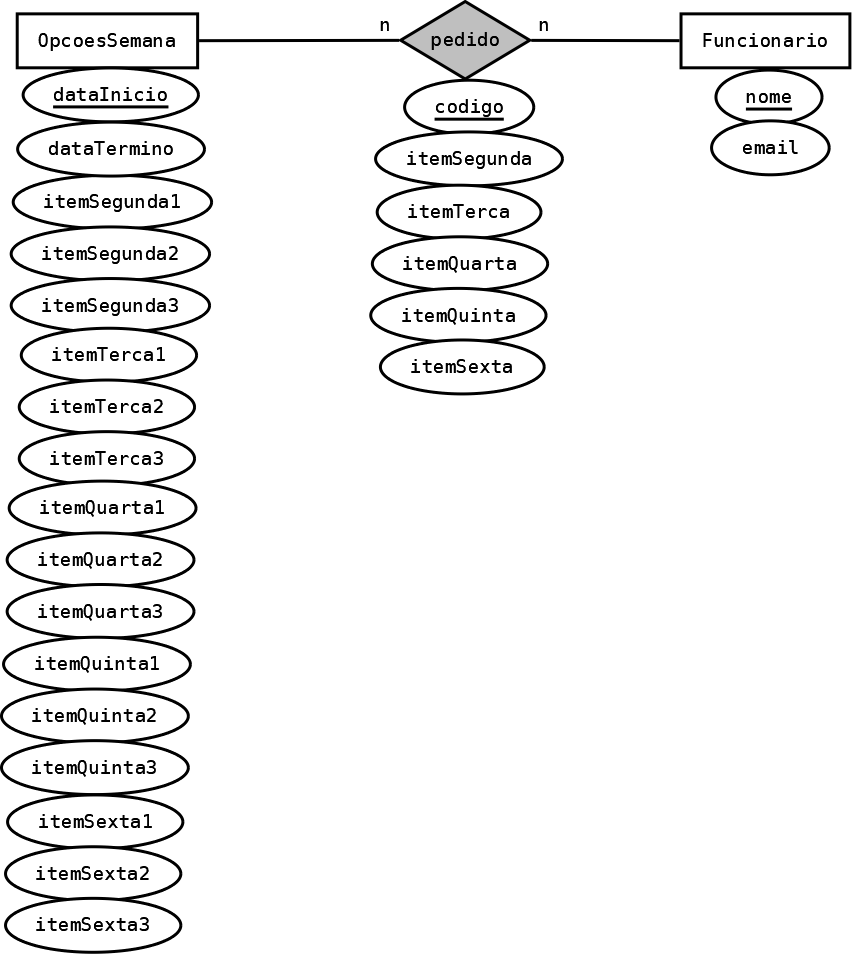 OpcoesSemana
dataInicio
dataTermino
itemSegunda1
itemSegunda2
itemSegunda3
itemTerca1
itemTerca2
itemTerca3
itemQuarta1
itemQuarta2
itemQuarta3
itemQuinta1
itemQuinta2
itemQuinta3
itemSexta1
itemSexta2
itemSexta3
n
pedido
n
codigo
itemSegunda
itemTerca
itemQuarta
itemQuinta
itemSexta
Funcionario
nome
email